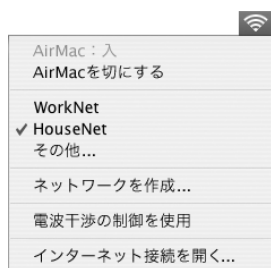 AirMac：入
AirMacを切にする
WorkNet
✓ HouseNet
その他...
ネットワークを作成...
電波干渉の制御を使用
インターネット接続を開く...